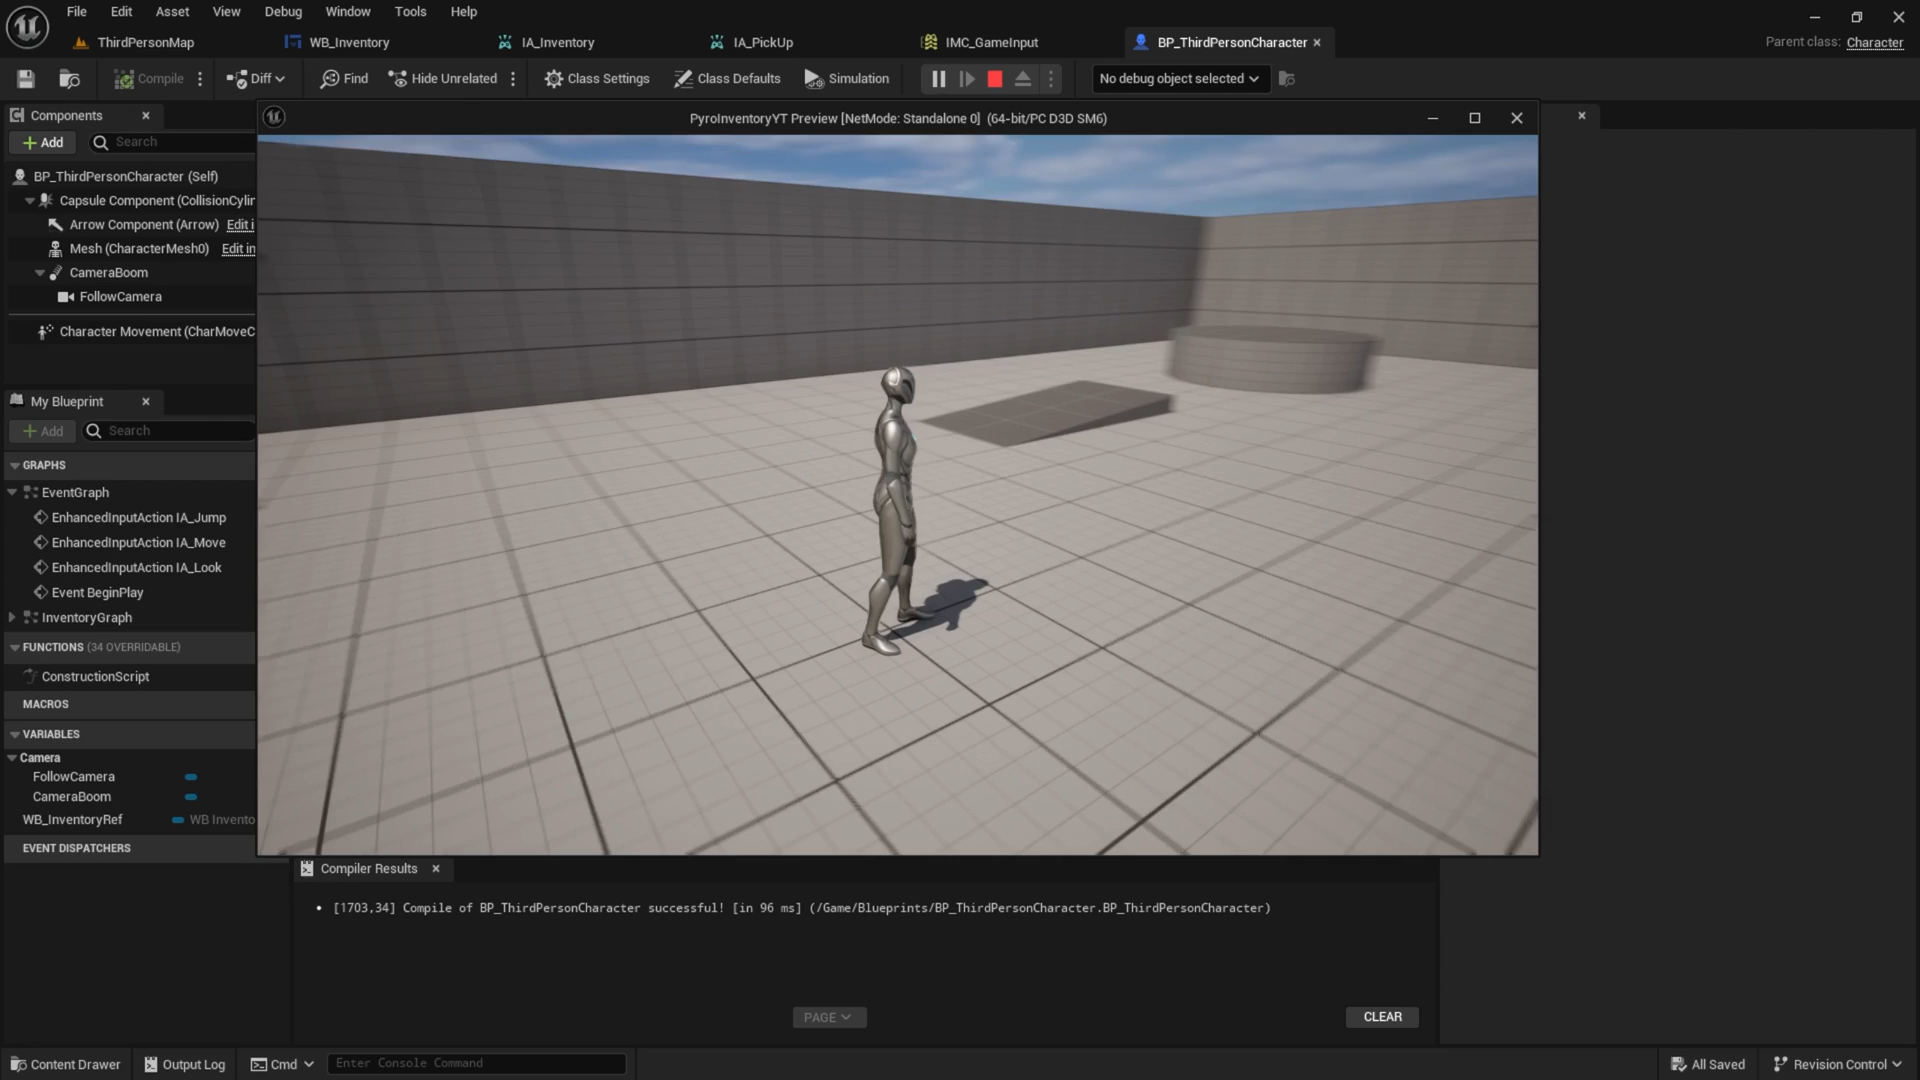 File Edit Asset View Debug Window Tools Help
ThirdPersonMap WB_Inventory IA_Inventory IA_PickUp IMC_GameInput BP_ThirdPersonCharacter
Parent class: Character
Compile Diff Find Hide Unrelated Class Settings Class Defaults Simulation No debug object selected
Components
PyroInventoryYT Preview [NetMode: Standalone 0] (64-bit/PC D3D SM6)
Add Search
BP_ThirdPersonCharacter (Self)
Capsule Component (CollisionCylin
Arrow Component (Arrow) Edit i
Mesh (CharacterMesh0) Edit in
CameraBoom
FollowCamera
Character Movement (CharMoveC
My Blueprint
Add Search
GRAPHS
EventGraph
EnhancedInputAction IA_Jump
EnhancedInputAction IA_Move
EnhancedInputAction IA_Look
Event BeginPlay
InventoryGraph
FUNCTIONS (34 OVERRIDABLE)
ConstructionScript
MACROS
VARIABLES
Camera
FollowCamera
CameraBoom
WB_InventoryRef WB Invento
EVENT DISPATCHERS
Compiler Results
• [1703,34] Compile of BP_ThirdPersonCharacter successful! [in 96 ms] (/Game/Blueprints/BP_ThirdPersonCharacter.BP_ThirdPersonCharacter)
PAGE CLEAR
Content Drawer Output Log Cmd Enter Console Command All Saved Revision Control